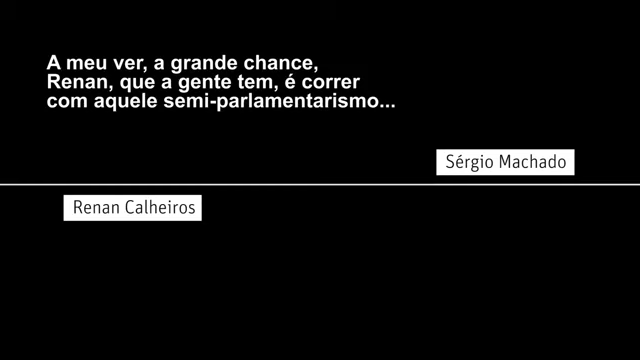 A meu ver, a grande chance,
Renan, que a gente tem, é correr
com aquele semi-parlamentarismo...
Sérgio Machado
Renan Calheiros